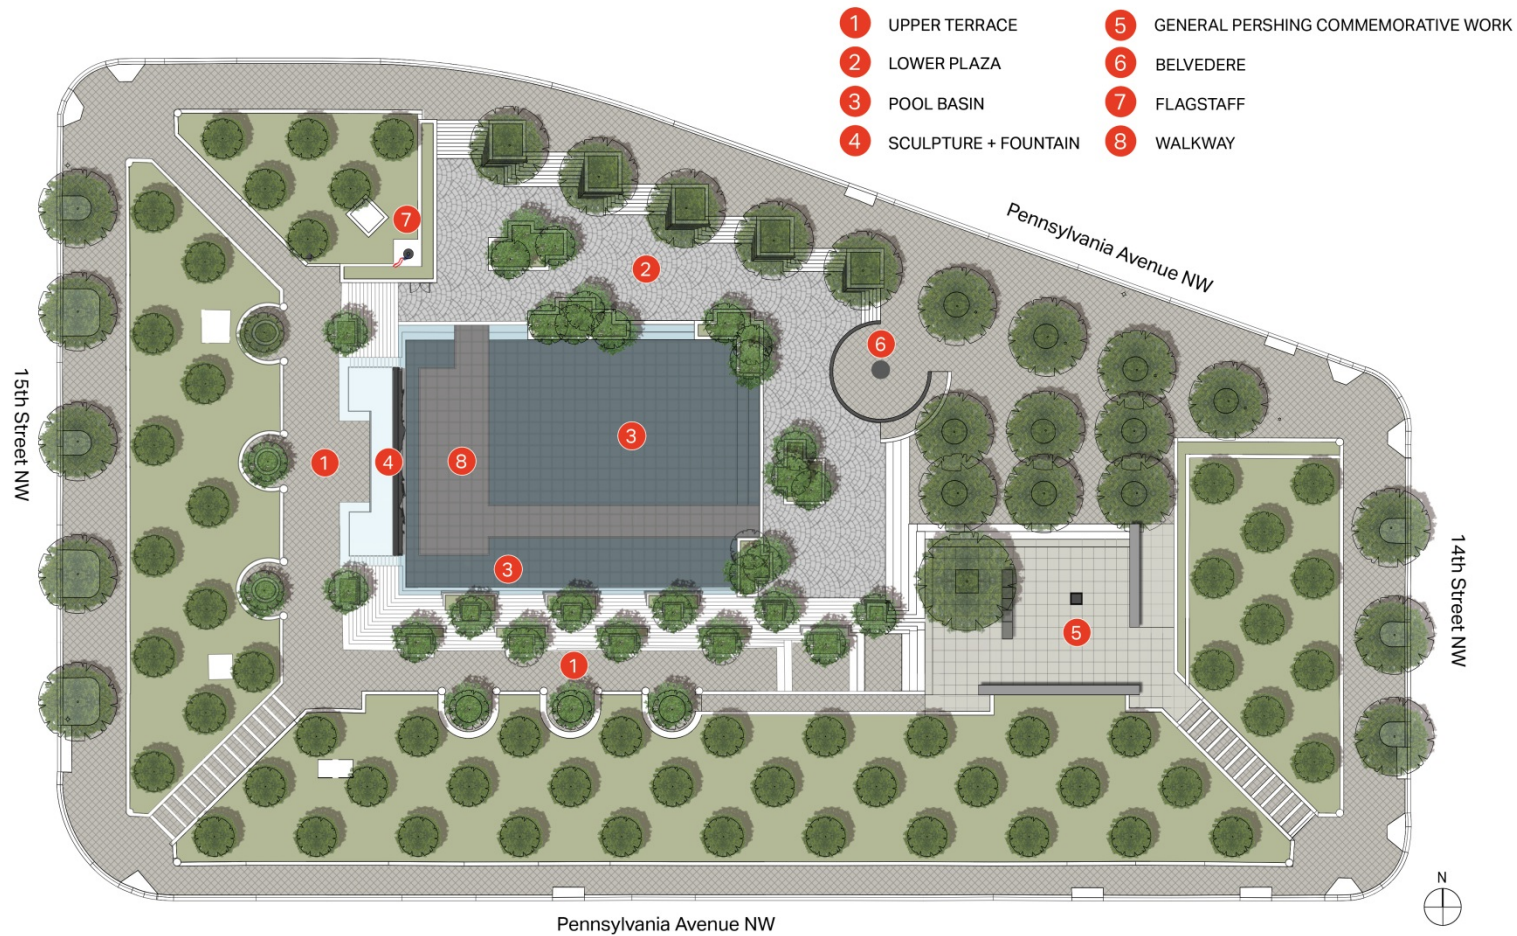 1 UPPER TERRACE
2 LOWER PLAZA
3 POOL BASIN
4 SCULPTURE + FOUNTAIN
5 GENERAL PERSHING COMMEMORATIVE WORK
6 BELVEDERE
7 FLAGSTAFF
8 WALKWAY
Pennsylvania Avenue NW
7
2
6
15th Street NW
3
1
4
8
14th Street NW
3
5
1
N
Pennsylvania Avenue NW